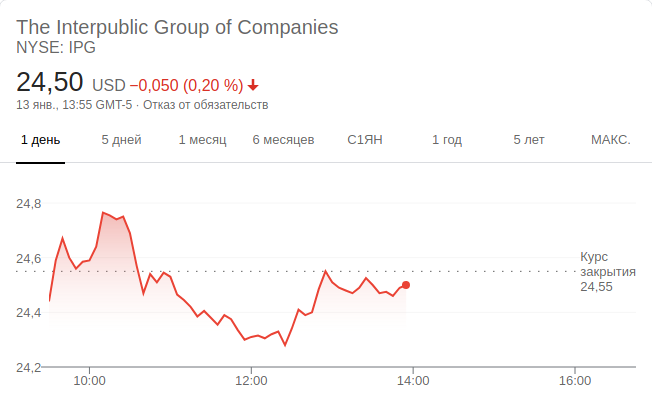 The Interpublic Group of Companies
NYSE: IPG
24,50 USD −0,050 (0,20 %)
13 янв., 13:55 GMT-5 · Отказ от обязательств
1 день 5 дней 1 месяц 6 месяцев С1ЯН 1 год 5 лет МАКС.
24,8
24,6
24,4
24,2
Курс
закрытия
24,55
10:00 12:00 14:00 16:00